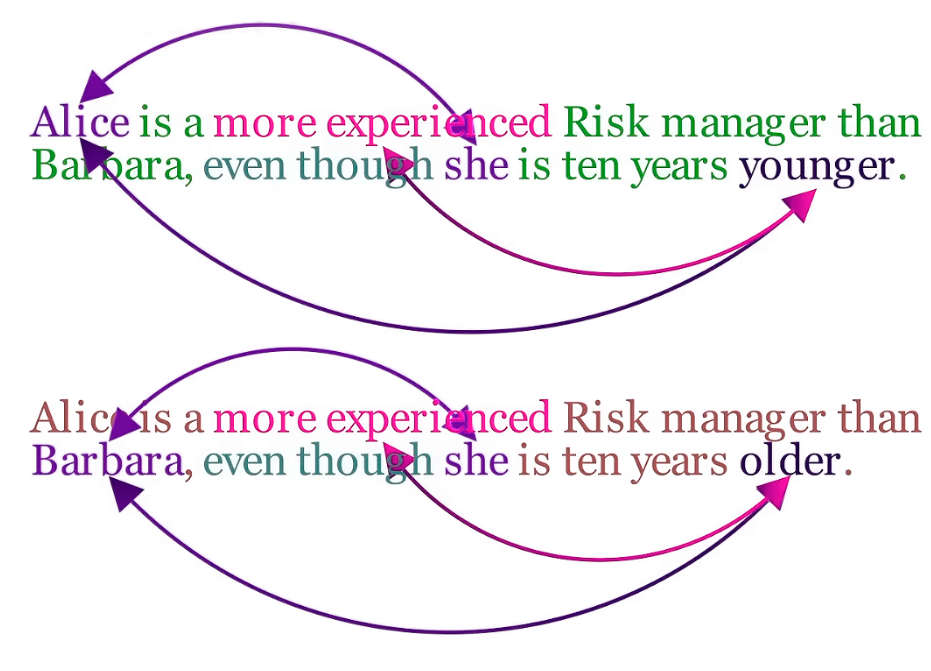 Alice is a more experienced Risk manager than
Barbara, even though she is ten years younger.
Alice is a more experienced Risk manager than
Barbara, even though she is ten years older.